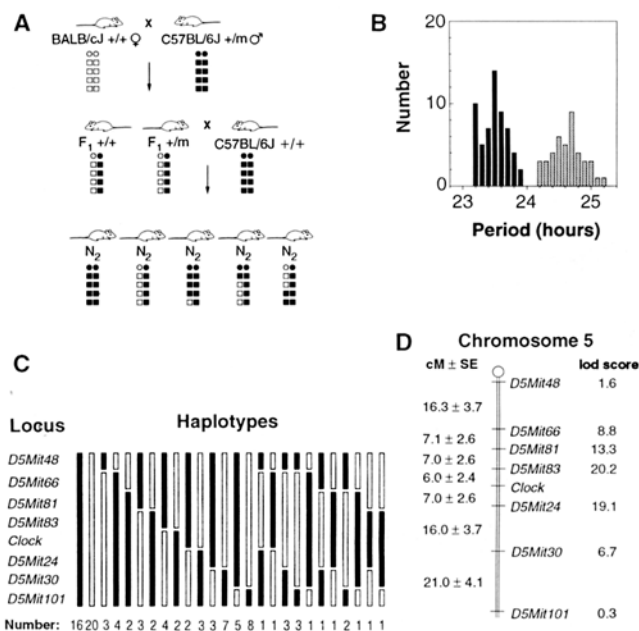 A
BALB/cJ +/+ ♀ x C57BL/6J +/m ♂
F1 +/+ F1 +/m x C57BL/6J +/+
N2 N2 N2 N2 N2
B
Number
20
10
0
23 24 25
Period (hours)
C
Locus Haplotypes
D5Mit48
D5Mit66
D5Mit81
D5Mit83
Clock
D5Mit24
D5Mit30
D5Mit101
Number: 16 20 3 4 2 3 2 4 2 2 3 3 7 5 8 1 1 3 3 1 1 1 2 1 1 1
D Chromosome 5
cM ± SE lod score
D5Mit48 1.6
16.3 ± 3.7
D5Mit66 8.8
7.1 ± 2.6
D5Mit81 13.3
7.0 ± 2.6
D5Mit83 20.2
6.0 ± 2.4
Clock
7.0 ± 2.6
D5Mit24 19.1
16.0 ± 3.7
D5Mit30 6.7
21.0 ± 4.1
D5Mit101 0.3